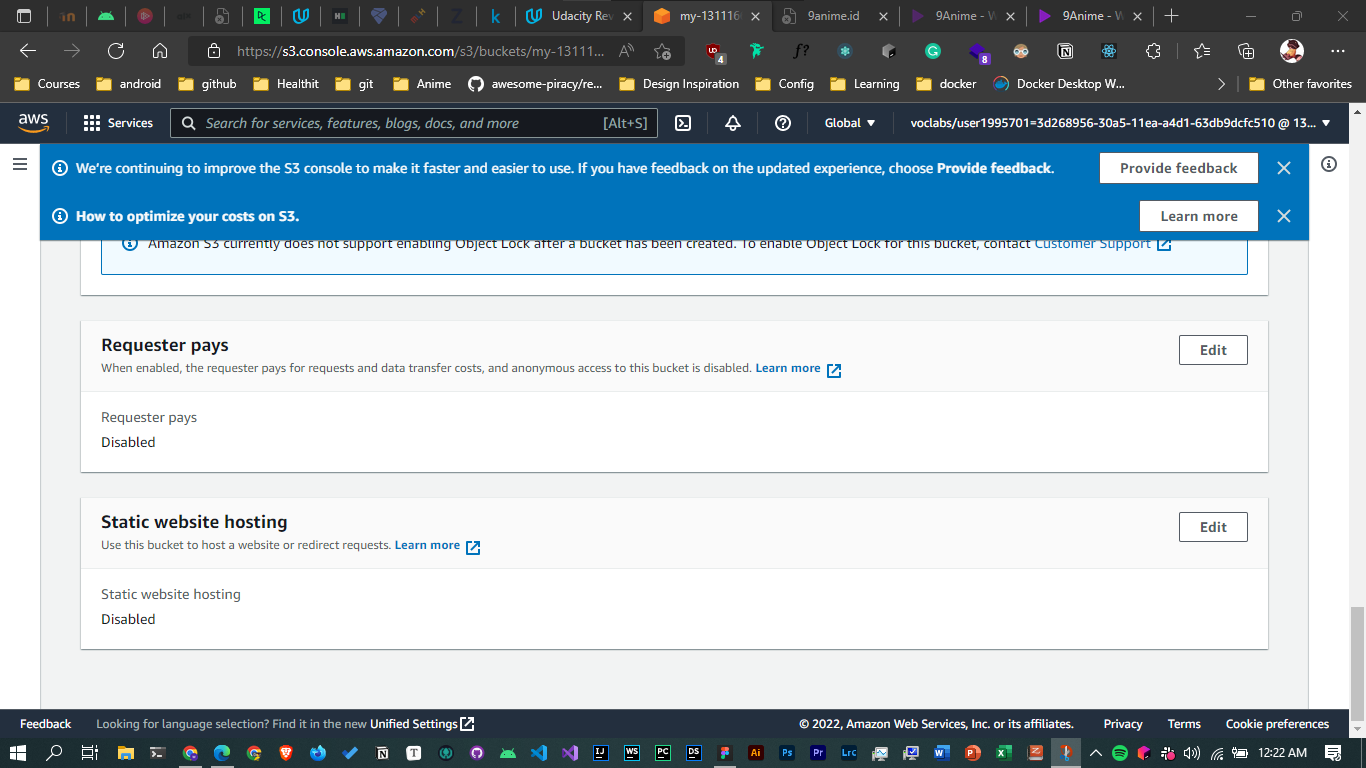 Udacity Rev
my-131116
9anime.id
9Anime - W
9Anime - W
https://s3.console.aws.amazon.com/s3/buckets/my-13111...
4
f?
8
Courses
android
github
Healthit
git
Anime
awesome-piracy/re...
Design Inspiration
Config
Learning
docker
Docker Desktop W...
Other favorites
aws
Services
Search for services, features, blogs, docs, and more
[Alt+S]
Global
voclabs/user1995701=3d268956-30a5-11ea-a4d1-63db9dcfc510 @ 13...
We're continuing to improve the S3 console to make it faster and easier to use. If you have feedback on the updated experience, choose Provide feedback.
Provide feedback
How to optimize your costs on S3.
Learn more
Amazon S3 currently does not support enabling Object Lock after a bucket has been created. To enable Object Lock for this bucket, contact Customer Support
Requester pays
Edit
When enabled, the requester pays for requests and data transfer costs, and anonymous access to this bucket is disabled. Learn more
Requester pays
Disabled
Static website hosting
Edit
Use this bucket to host a website or redirect requests. Learn more
Static website hosting
Disabled
Feedback
Looking for language selection? Find it in the new Unified Settings
© 2022, Amazon Web Services, Inc. or its affiliates.
Privacy
Terms
Cookie preferences
IJ
WS
PC
DS
Ai
Ps
Pr
LrC
12:22 AM